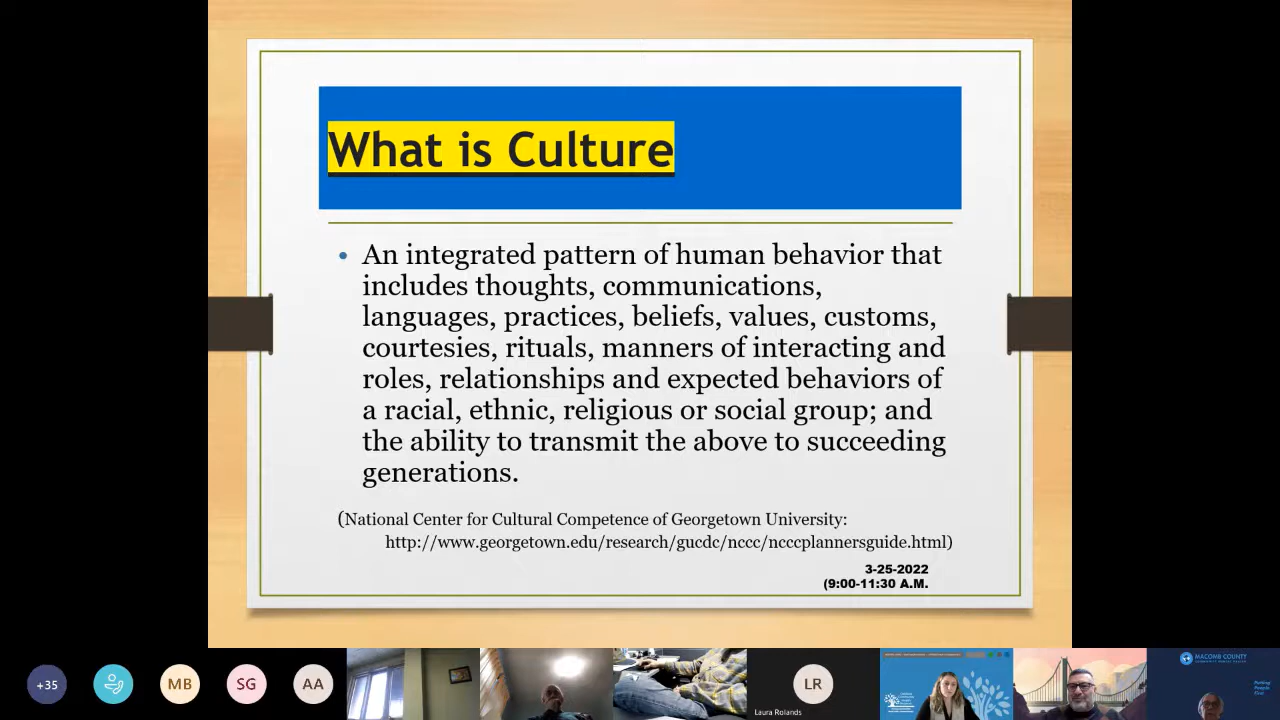 What is Culture
• An integrated pattern of human behavior that
includes thoughts, communications,
languages, practices, beliefs, values, customs,
courtesies, rituals, manners of interacting and
roles, relationships and expected behaviors of
a racial, ethnic, religious or social group; and
the ability to transmit the above to succeeding
generations.
(National Center for Cultural Competence of Georgetown University:
http://www.georgetown.edu/research/gucdc/nccc/ncccplannersguide.html)
3-25-2022
(9:00-11:30 A.M.
+35
MB
SG
AA
LR
Laura Rolands
MACOMB COUNTY
Putting
People
First